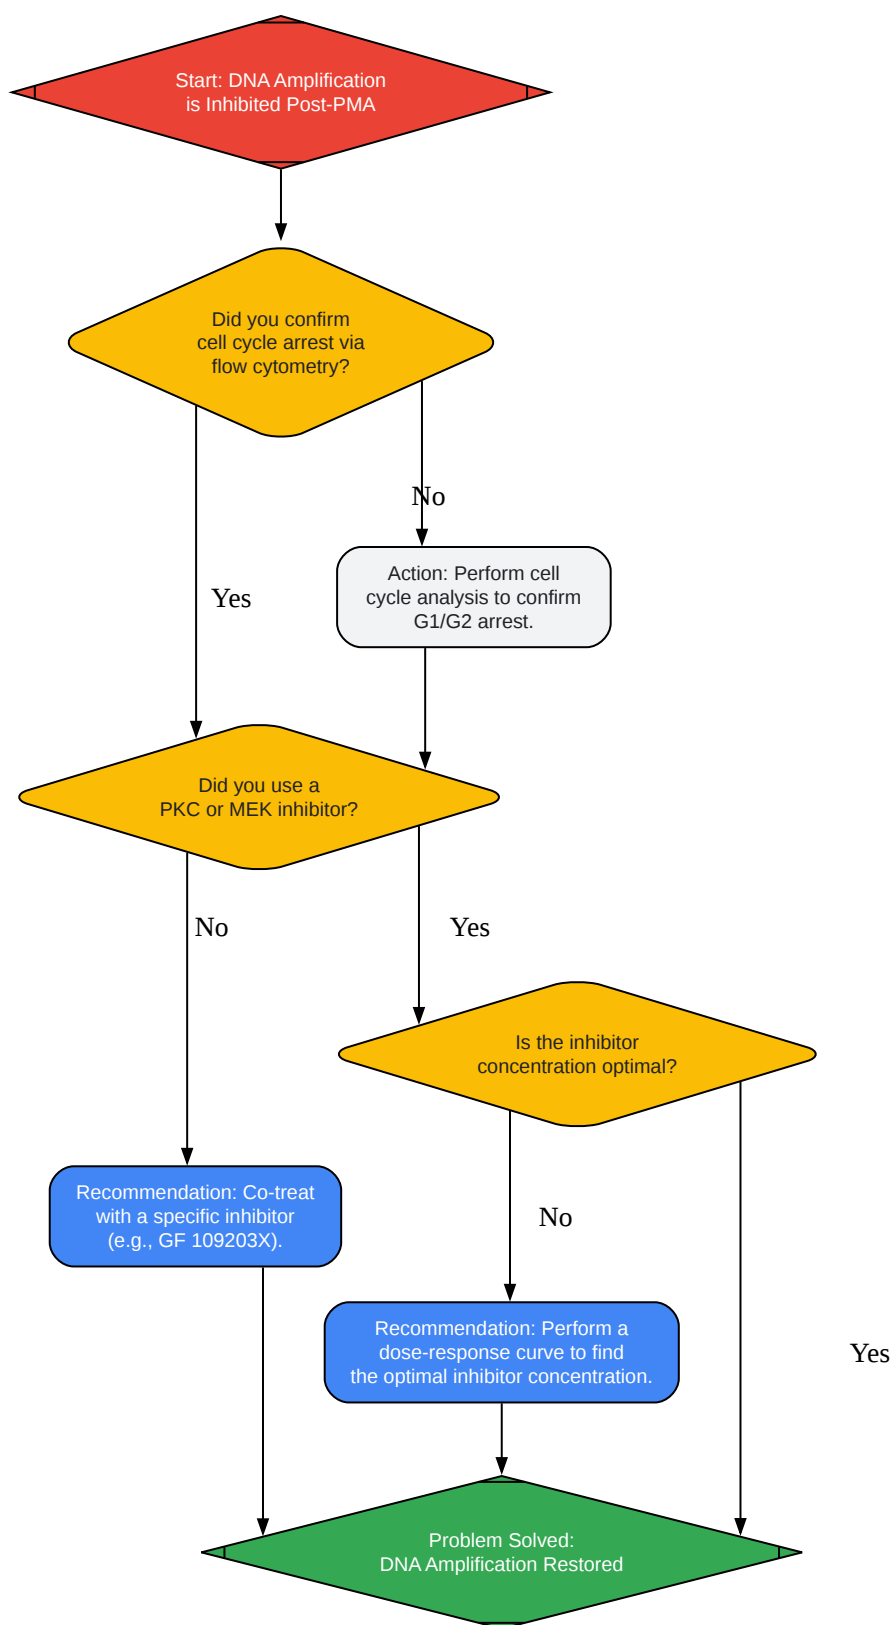 Start: DNA Amplification
is Inhibited Post-PMA
Did you confirm
cell cycle arrest via
flow cytometry?
No
Action: Perform cell
cycle analysis to confirm
G1/G2 arrest.
Yes
Did you use a
PKC or MEK inhibitor?
No
Yes
Is the inhibitor
concentration optimal?
Recommendation: Co-treat
with a specific inhibitor
(e.g., GF 109203X).
No
Recommendation: Perform a
dose-response curve to find
the optimal inhibitor concentration.
Yes
Problem Solved:
DNA Amplification Restored